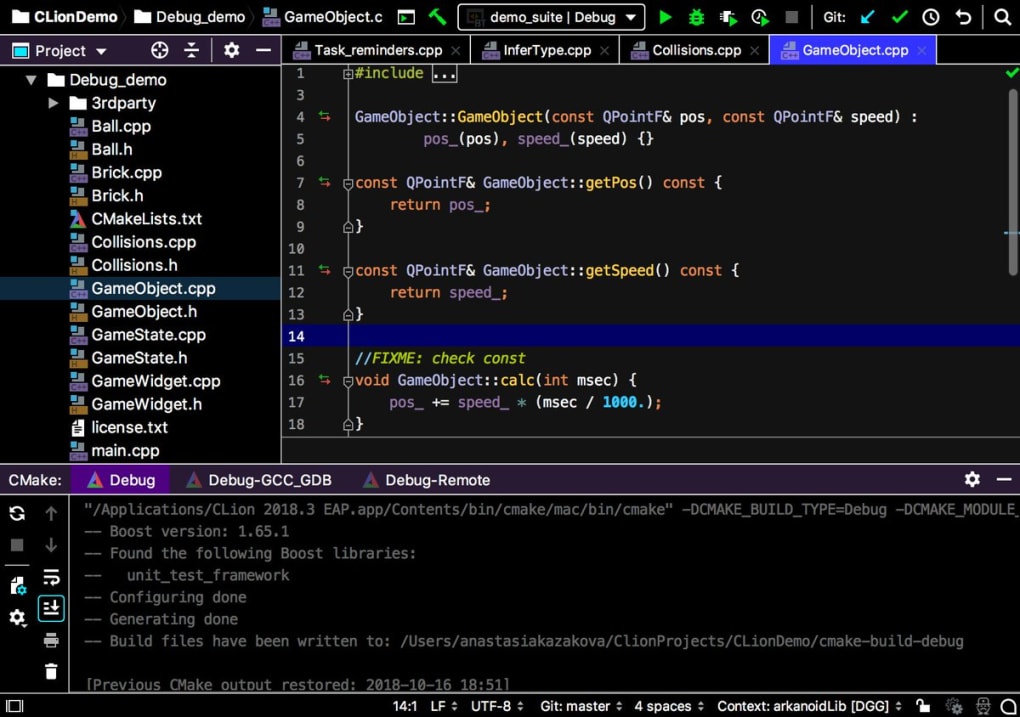 CLionDemo Debug_demo GameObject.c demo_suite | Debug Git:
Project
Task_reminders.cpp InferType.cpp Collisions.cpp GameObject.cpp
Debug_demo
3rdparty
Ball.cpp
Ball.h
Brick.cpp
Brick.h
CMakeLists.txt
Collisions.cpp
Collisions.h
GameObject.cpp
GameObject.h
GameState.cpp
GameState.h
GameWidget.cpp
GameWidget.h
license.txt
main.cpp
1 #include ...
3
4 GameObject::GameObject(const QPointF& pos, const QPointF& speed) :
5 pos_(pos), speed_(speed) {}
6
7 const QPointF& GameObject::getPos() const {
8 return pos_;
9 }
10
11 const QPointF& GameObject::getSpeed() const {
12 return speed_;
13 }
14
15 //FIXME: check const
16 void GameObject::calc(int msec) {
17 pos_ += speed_ * (msec / 1000.);
18 }
CMake: Debug Debug-GCC_GDB Debug-Remote
"/Applications/CLion 2018.3 EAP.app/Contents/bin/cmake/mac/bin/cmake" -DCMAKE_BUILD_TYPE=Debug -DCMAKE_MODULE_
-- Boost version: 1.65.1
-- Found the following Boost libraries:
-- unit_test_framework
-- Configuring done
-- Generating done
-- Build files have been written to: /Users/anastasiakazakova/ClionProjects/CLionDemo/cmake-build-debug
[Previous CMake output restored: 2018-10-16 18:51]
14:1 LF UTF-8 Git: master 4 spaces Context: arkanoidLib [DGG]